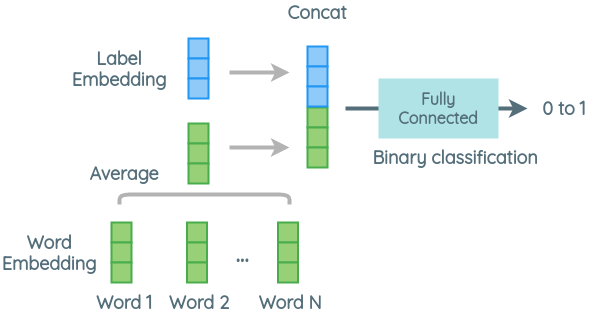 Concat
Label
Embedding
Fully
Connected
0 to 1
Binary classification
Average
Word
Embedding
...
Word 1 Word 2 Word N